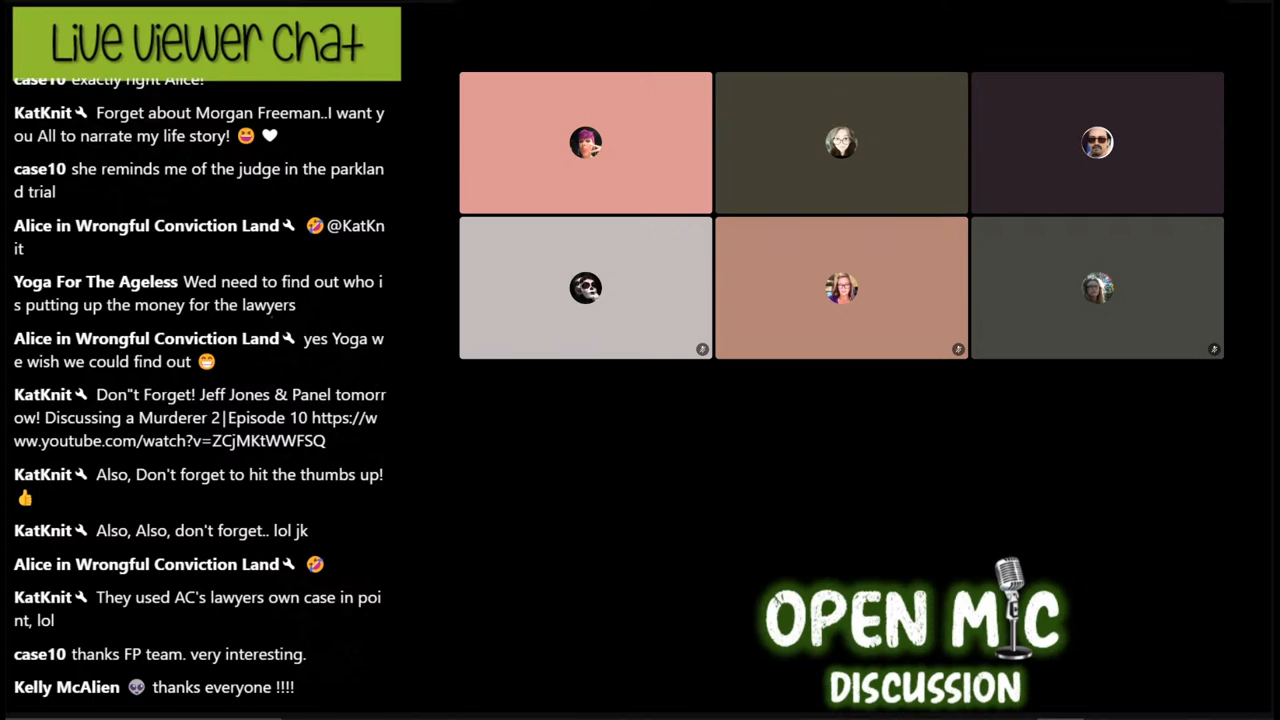 Live Viewer Chat
case10 exactly right Alice!
KatKnit Forget about Morgan Freeman..I want y
ou All to narrate my life story! 😆 🤍
case10 she reminds me of the judge in the parklan
d trial
Alice in Wrongful Conviction Land 🤣 @KatKn
it
Yoga For The Ageless Wed need to find out who i
s putting up the money for the lawyers
Alice in Wrongful Conviction Land yes Yoga w
e wish we could find out 😁
KatKnit Don"t Forget! Jeff Jones & Panel tomorr
ow! Discussing a Murderer 2|Episode 10 https://w
ww.youtube.com/watch?v=ZCjMKtWWFSQ
KatKnit Also, Don't forget to hit the thumbs up!
👍
KatKnit Also, Also, don't forget.. lol jk
Alice in Wrongful Conviction Land 🤣
KatKnit They used AC's lawyers own case in poi
nt, lol
case10 thanks FP team. very interesting.
Kelly McAlien 👽 thanks everyone !!!!
OPEN MIC
DISCUSSION